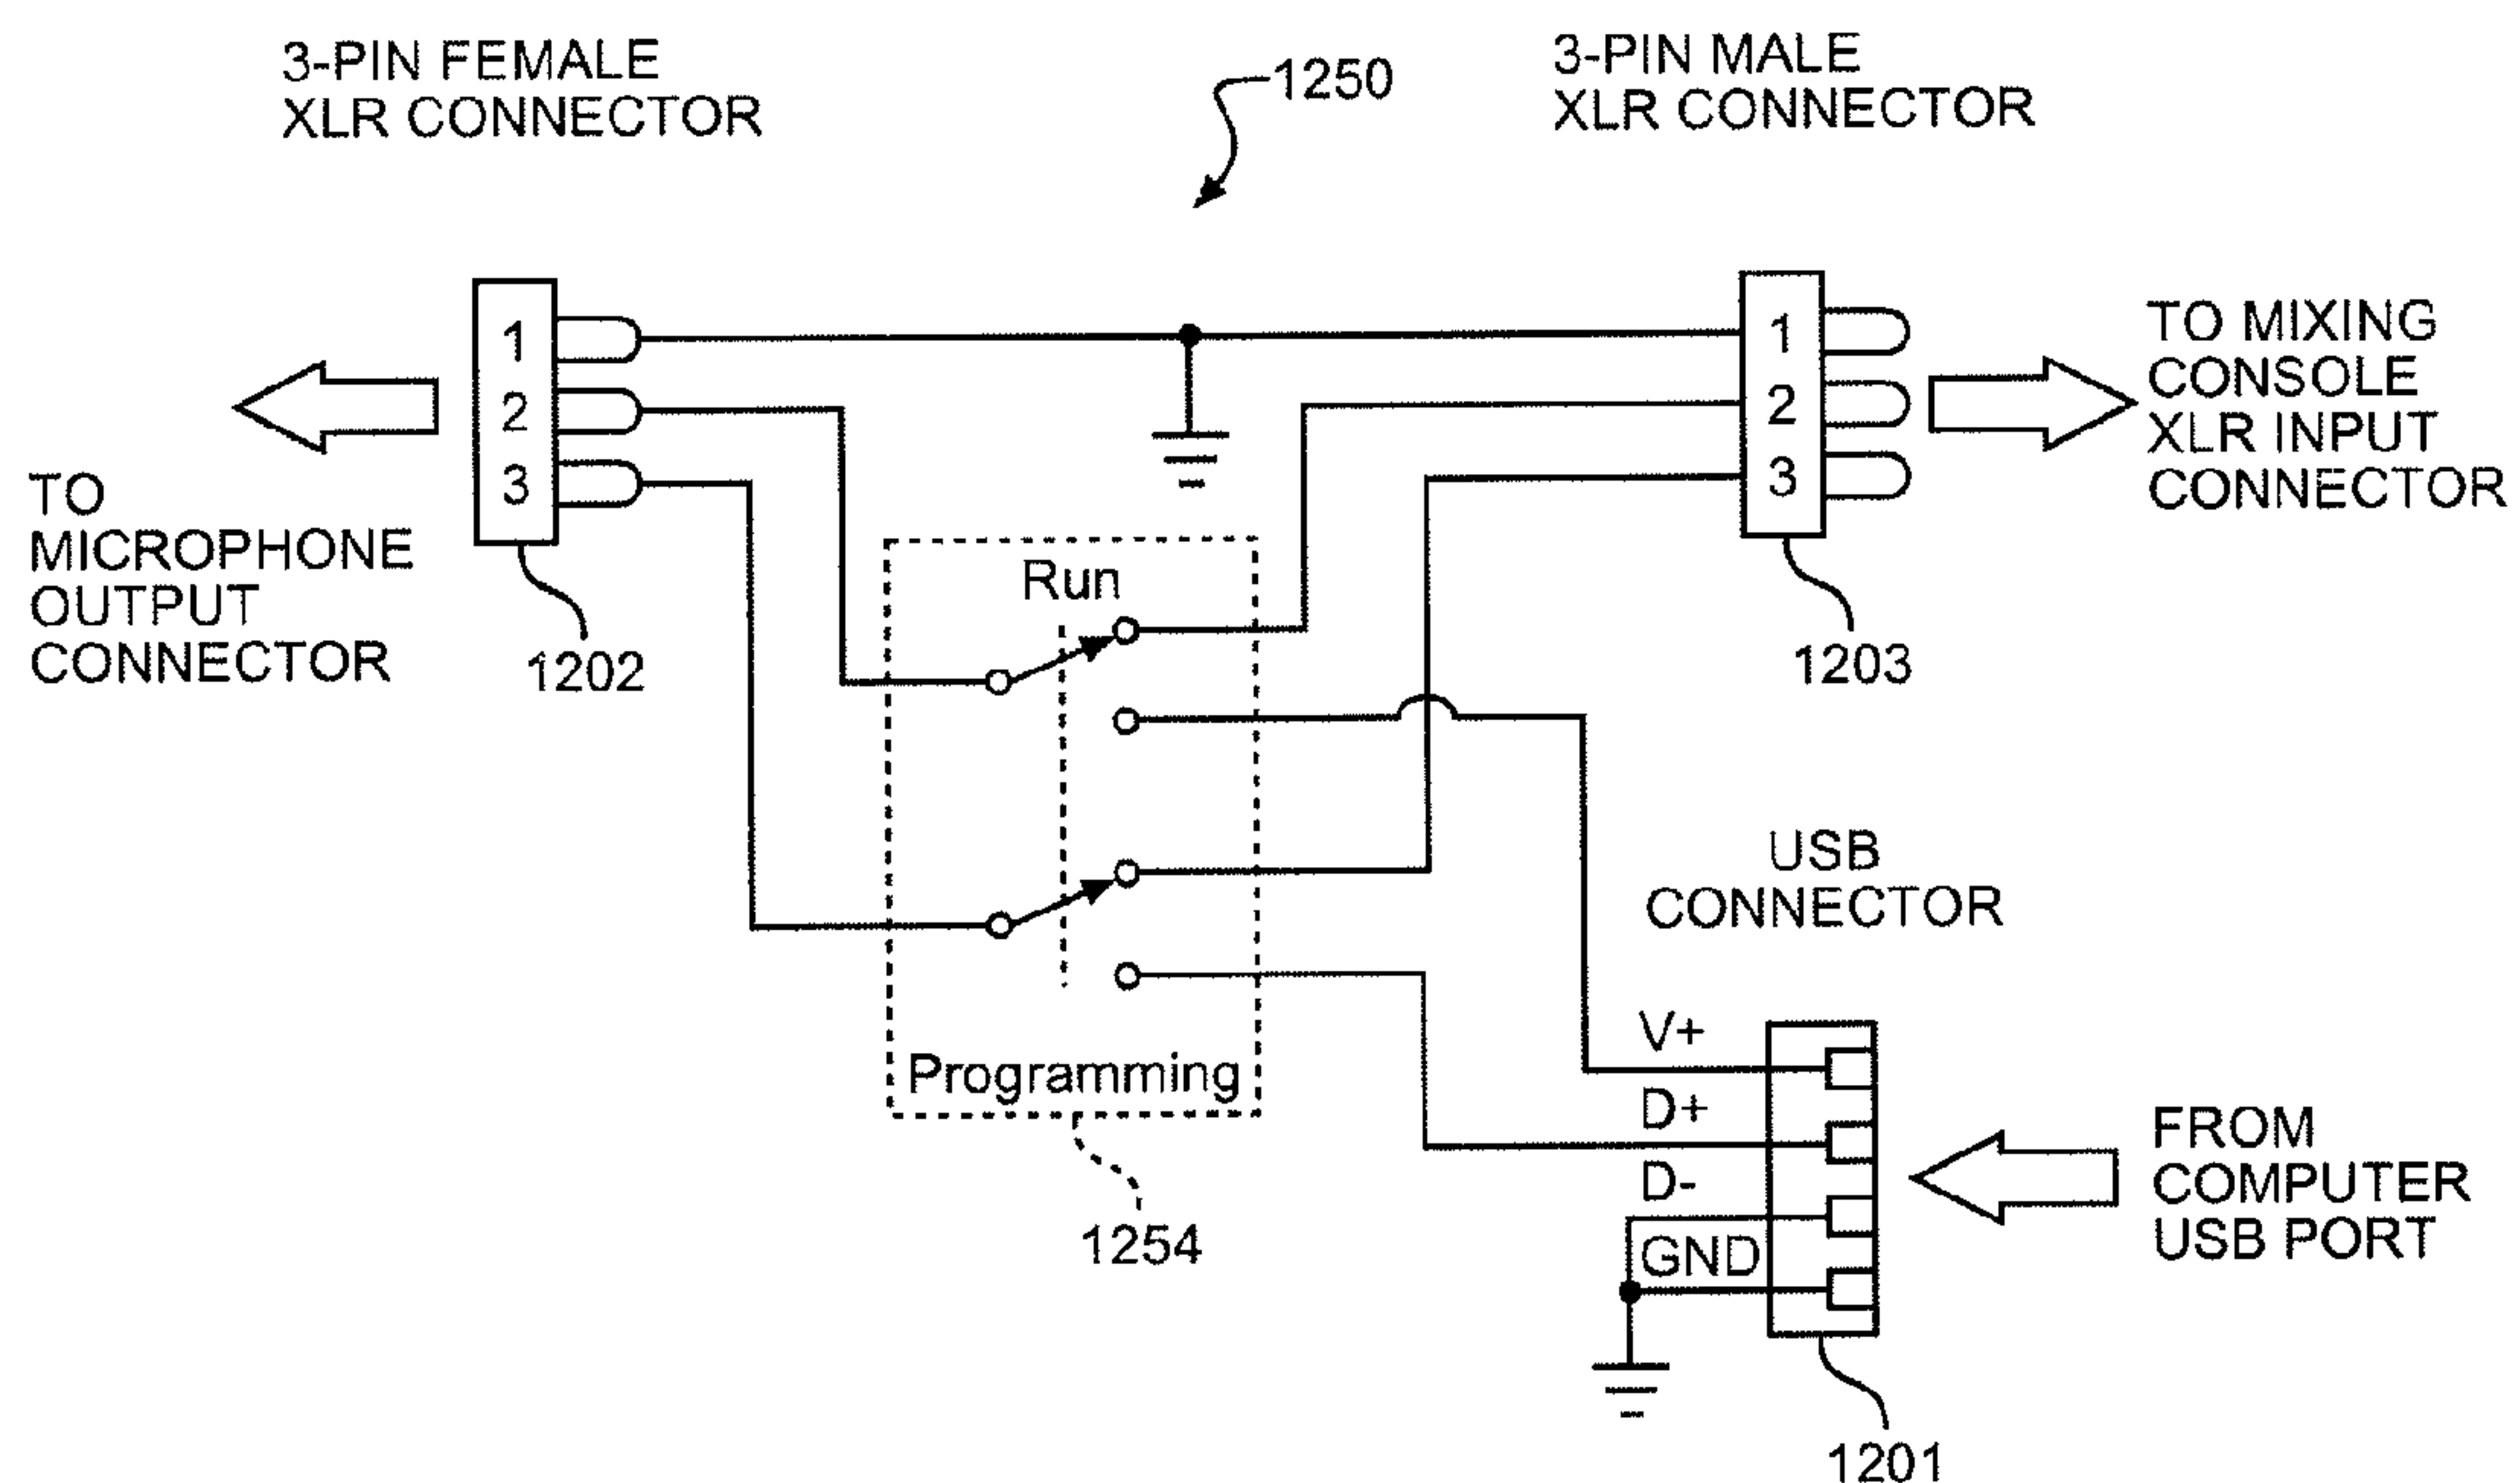 3-PIN FEMALE
XLR CONNECTOR
1250
3-PIN MALE
XLR CONNECTOR
1
2
3
1
2
3
TO MIXING
CONSOLE
XLR INPUT
CONNECTOR
TO
MICROPHONE
OUTPUT
CONNECTOR
1202
Run
1203
USB
CONNECTOR
Programming
1254
V+
D+
D-
GND
FROM
COMPUTER
USB PORT
1201